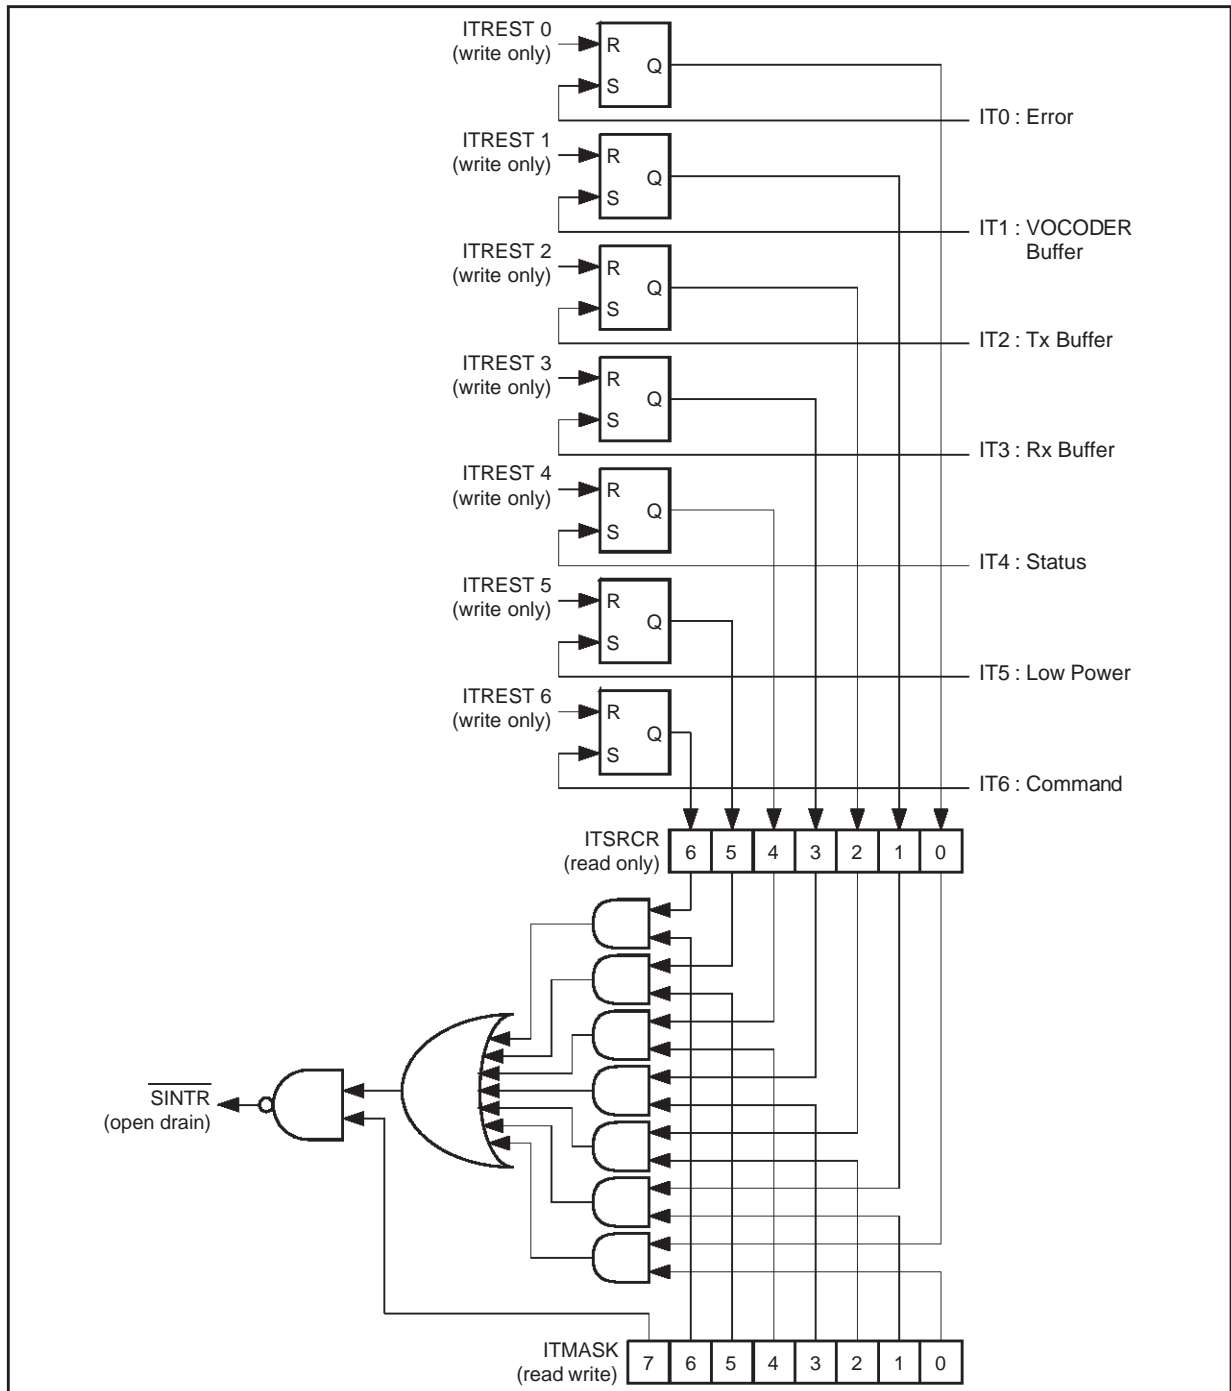 ITREST 0
(write only)
R
Q
S
IT0 : Error
ITREST 1
(write only)
R
Q
S
IT1 : VOCODER
Buffer
ITREST 2
(write only)
R
Q
S
IT2 : Tx Buffer
ITREST 3
(write only)
R
Q
S
IT3 : Rx Buffer
ITREST 4
(write only)
R
Q
S
IT4 : Status
ITREST 5
(write only)
R
Q
S
IT5 : Low Power
ITREST 6
(write only)
R
Q
S
IT6 : Command
ITSRCR
(read only)
6 5 4 3 2 1 0
SINTR
(open drain)
ITMASK
(read write)
7 6 5 4 3 2 1 0